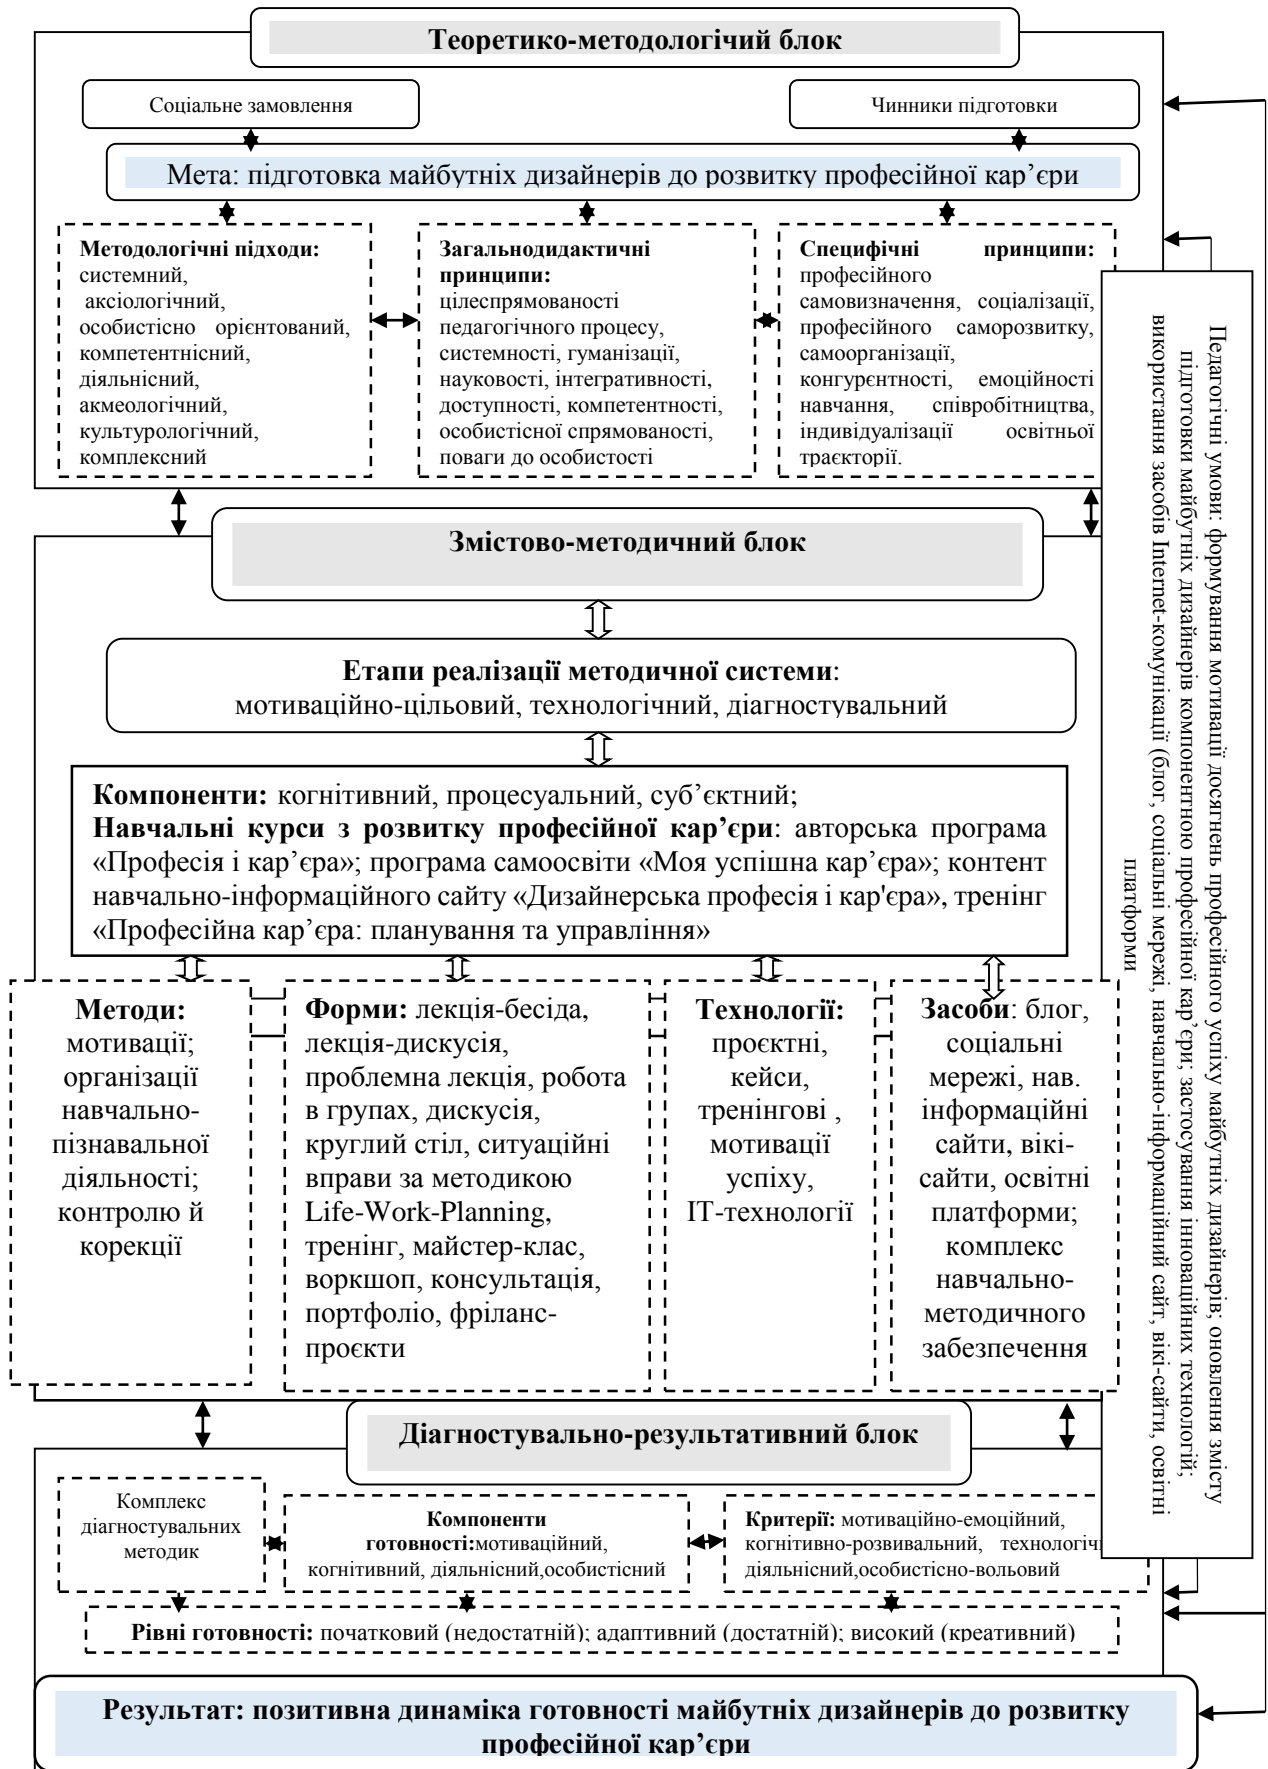 Теоретико-методологічий блок
Соціальне замовлення
Чинники підготовки
Мета: підготовка майбутніх дизайнерів до розвитку професійної кар’єри
Методологічні підходи:
системний,
аксіологічний,
особистісно орієнтований,
компетентнісний,
діяльнісний,
акмеологічний,
культурологічний,
комплексний
Загальнодидактичні
принципи:
цілеспрямованості
педагогічного процесу,
системності, гуманізації,
науковості, інтегративності,
доступності, компетентності,
особистісної спрямованості,
поваги до особистості
Специфічні принципи:
професійного
самовизначення, соціалізації,
професійного саморозвитку,
самоорганізації,
конгурєнтності, емоційності
навчання, співробітництва,
індивідуалізації освітньої
траєкторії.
Педагогічні умови: формування мотивації досягнень професійного успіху майбутніх дизайнерів; оновлення змісту
підготовки майбутніх дизайнерів компонентною професійної кар’єри; застосування інноваційних технологій;
використання засобів Internet-комунікації (блог, соціальні мережі, навчально-інформаційний сайт, вікі-сайти, освітні
платформи
Змістово-методичний блок
Етапи реалізації методичної системи:
мотиваційно-цільовий, технологічний, діагностувальний
Компоненти: когнітивний, процесуальний, суб’єктний;
Навчальні курси з розвитку професійної кар’єри: авторська програма
«Професія і кар’єра»; програма самоосвіти «Моя успішна кар’єра»; контент
навчально-інформаційного сайту «Дизайнерська професія і кар'єра», тренінг
«Професійна кар’єра: планування та управління»
Методи:
мотивації;
організації
навчально-
пізнавальної
діяльності;
контролю й
корекції
Форми: лекція-бесіда,
лекція-дискусія,
проблемна лекція, робота
в групах, дискусія,
круглий стіл, ситуаційні
вправи за методикою
Life-Work-Planning,
тренінг, майстер-клас,
воркшоп, консультація,
портфоліо, фріланс-
проєкти
Технології:
проєктні,
кейси,
тренінгові ,
мотивації
успіху,
ІТ-технології
Засоби: блог,
соціальні
мережі, нав.
інформаційні
сайти, вікі-
сайти, освітні
платформи;
комплекс
навчально-
методичного
забезпечення
Діагностувально-результативний блок
Комплекс
діагностувальних
методик
Компоненти
готовності:мотиваційний,
когнітивний, діяльнісний,особистісний
Критерії: мотиваційно-емоційний,
когнітивно-розвивальний,
діяльнісний,особистісно-вольовий
Рівні готовності: початковий (недостатній); адаптивний (достатній); високий (креативний)
Результат: позитивна динаміка готовності майбутніх дизайнерів до розвитку
професійної кар’єри